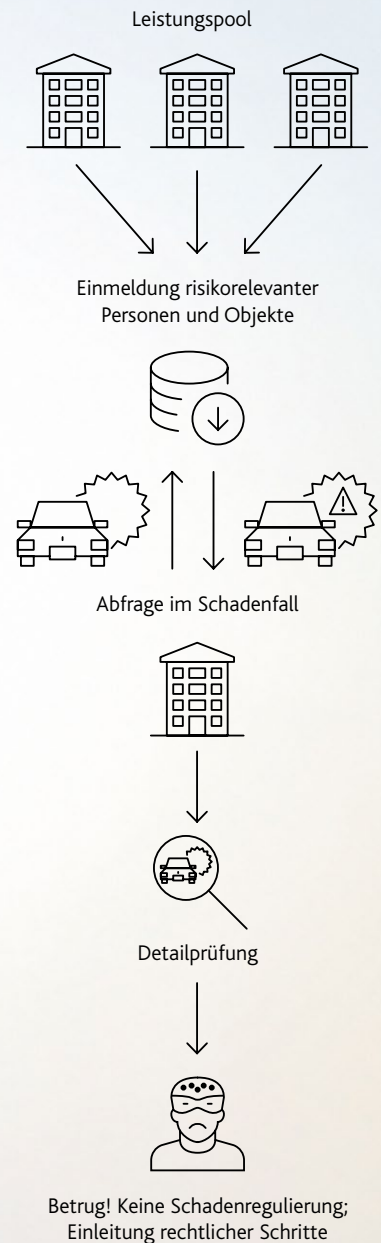 Leistungspool
Einmeldung risikorelevanter
Personen und Objekte
Abfrage im Schadenfall
Detailprüfung
Betrug! Keine Schadenregulierung;
Einleitung rechtlicher Schritte